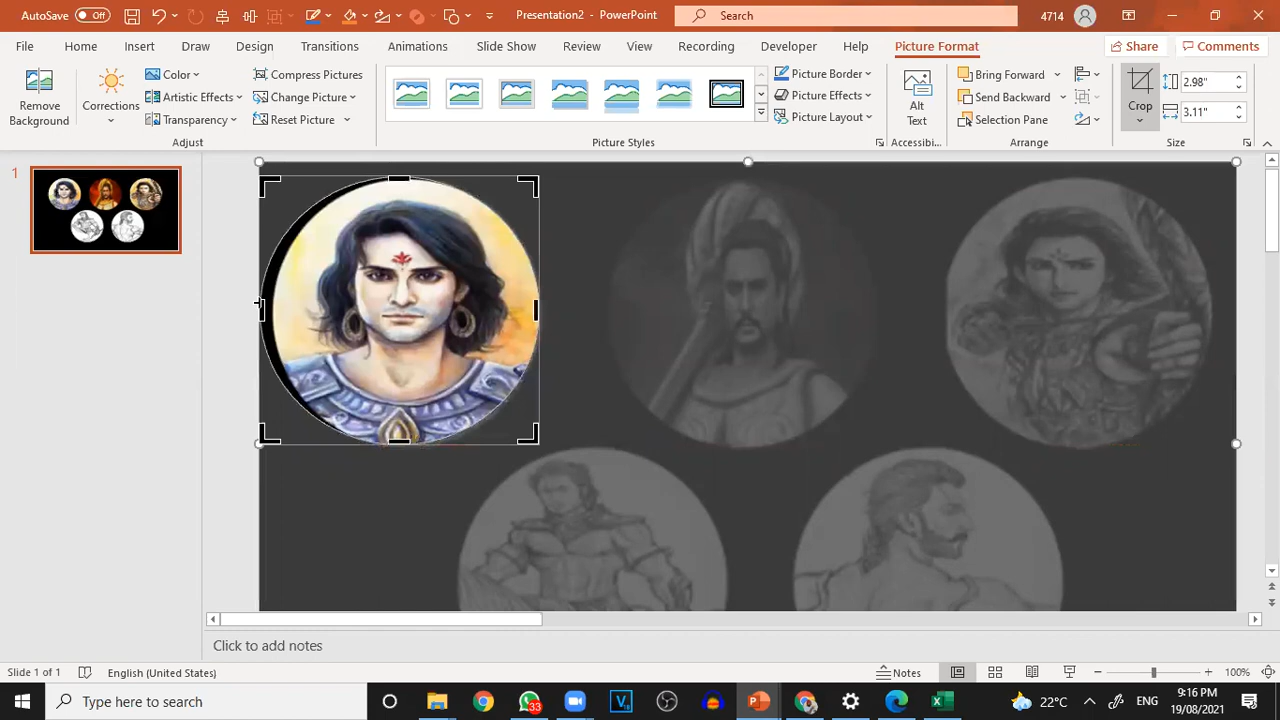 AutoSave Off Presentation2 - PowerPoint Search 4714
File Home Insert Draw Design Transitions Animations Slide Show Review View Recording Developer Help Picture Format Share Comments
Remove Background
Corrections
Color
Artistic Effects
Transparency
Compress Pictures
Change Picture
Reset Picture
Adjust
Picture Border
Picture Effects
Picture Layout
Picture Styles
Alt Text
Accessibi...
Bring Forward
Send Backward
Selection Pane
Arrange
Crop
2.98"
3.11"
Size
1
Click to add notes
Slide 1 of 1 English (United States) Notes 100%
Type here to search 33 22°C ENG 9:16 PM
19/08/2021